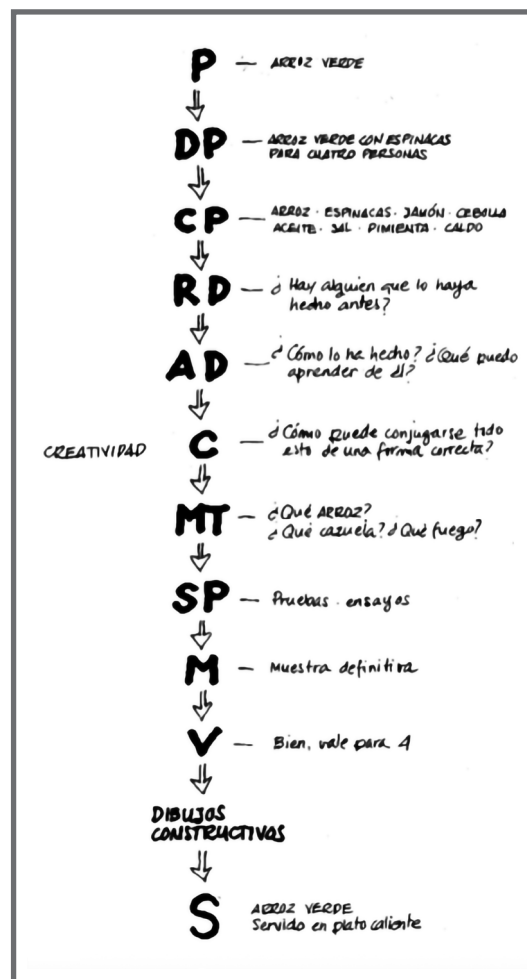 P — ARROZ VERDE
DP — ARROZ VERDE CON ESPINACAS
PARA CUATRO PERSONAS
CP — ARROZ · ESPINACAS · JAMÓN · CEBOLLA
ACEITE · SAL · PIMIENTA · CALDO
RD — ¿Hay alguien que lo haya
hecho antes?
AD — ¿Cómo lo ha hecho? ¿Qué puedo
aprender de él?
CREATIVIDAD C — ¿Cómo puede conjugarse todo
esto de una forma correcta?
MT — ¿Qué ARROZ?
¿Qué cazuela? ¿Qué fuego?
SP — Pruebas · ensayos
M — Muestra definitiva
V — Bien, vale para 4
DIBUJOS
CONSTRUCTIVOS
S ARROZ VERDE
Servido en plato caliente